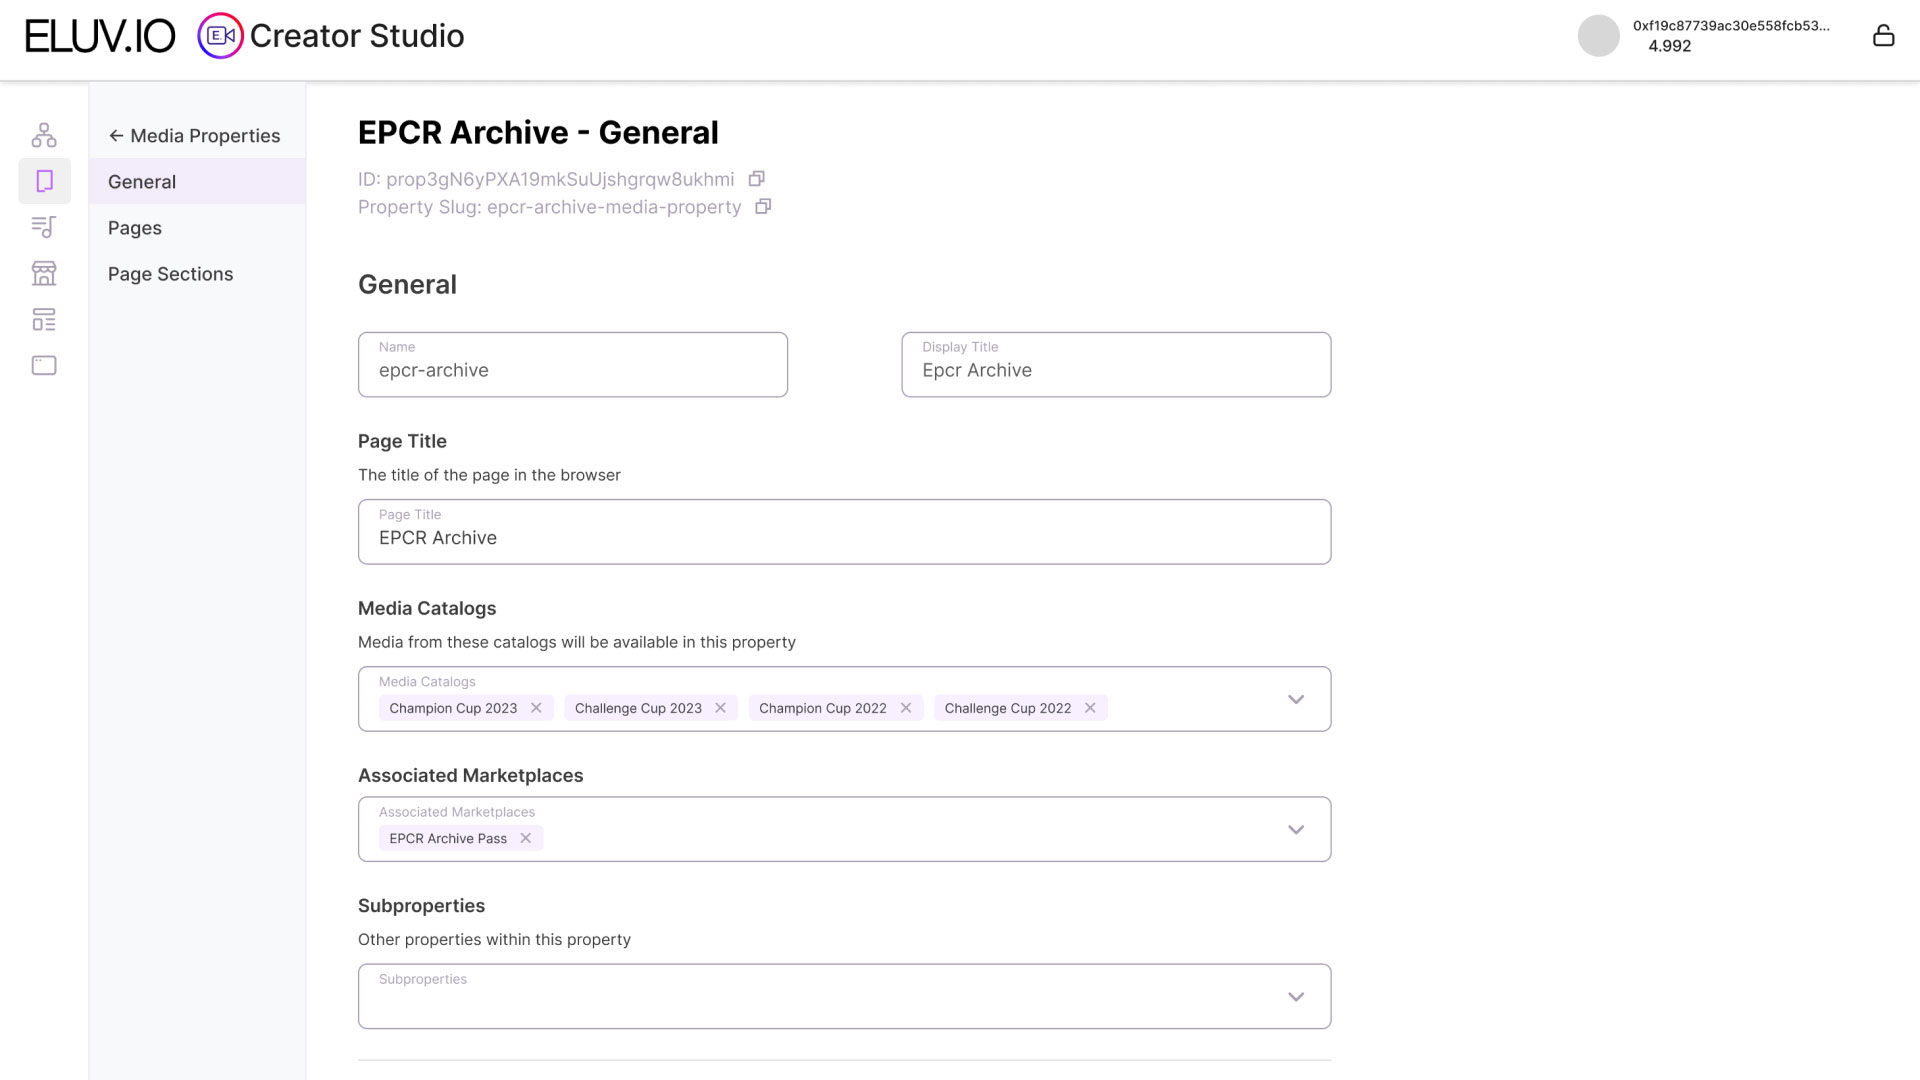 ELUV.IO
E.
Creator Studio
0xf19c87739ac30e558fcb53...
4.992
Media Properties
General
Pages
Page Sections
EPCR Archive - General
ID: prop3gN6yPXA19mkSuUjshgrqw8ukhmi
Property Slug: epcr-archive-media-property
General
Name
epcr-archive
Display Title
Epcr Archive
Page Title
The title of the page in the browser
Page Title
EPCR Archive
Media Catalogs
Media from these catalogs will be available in this property
Media Catalogs
Champion Cup 2023 Challenge Cup 2023 Champion Cup 2022 Challenge Cup 2022
Associated Marketplaces
Associated Marketplaces
EPCR Archive Pass
Subproperties
Other properties within this property
Subproperties